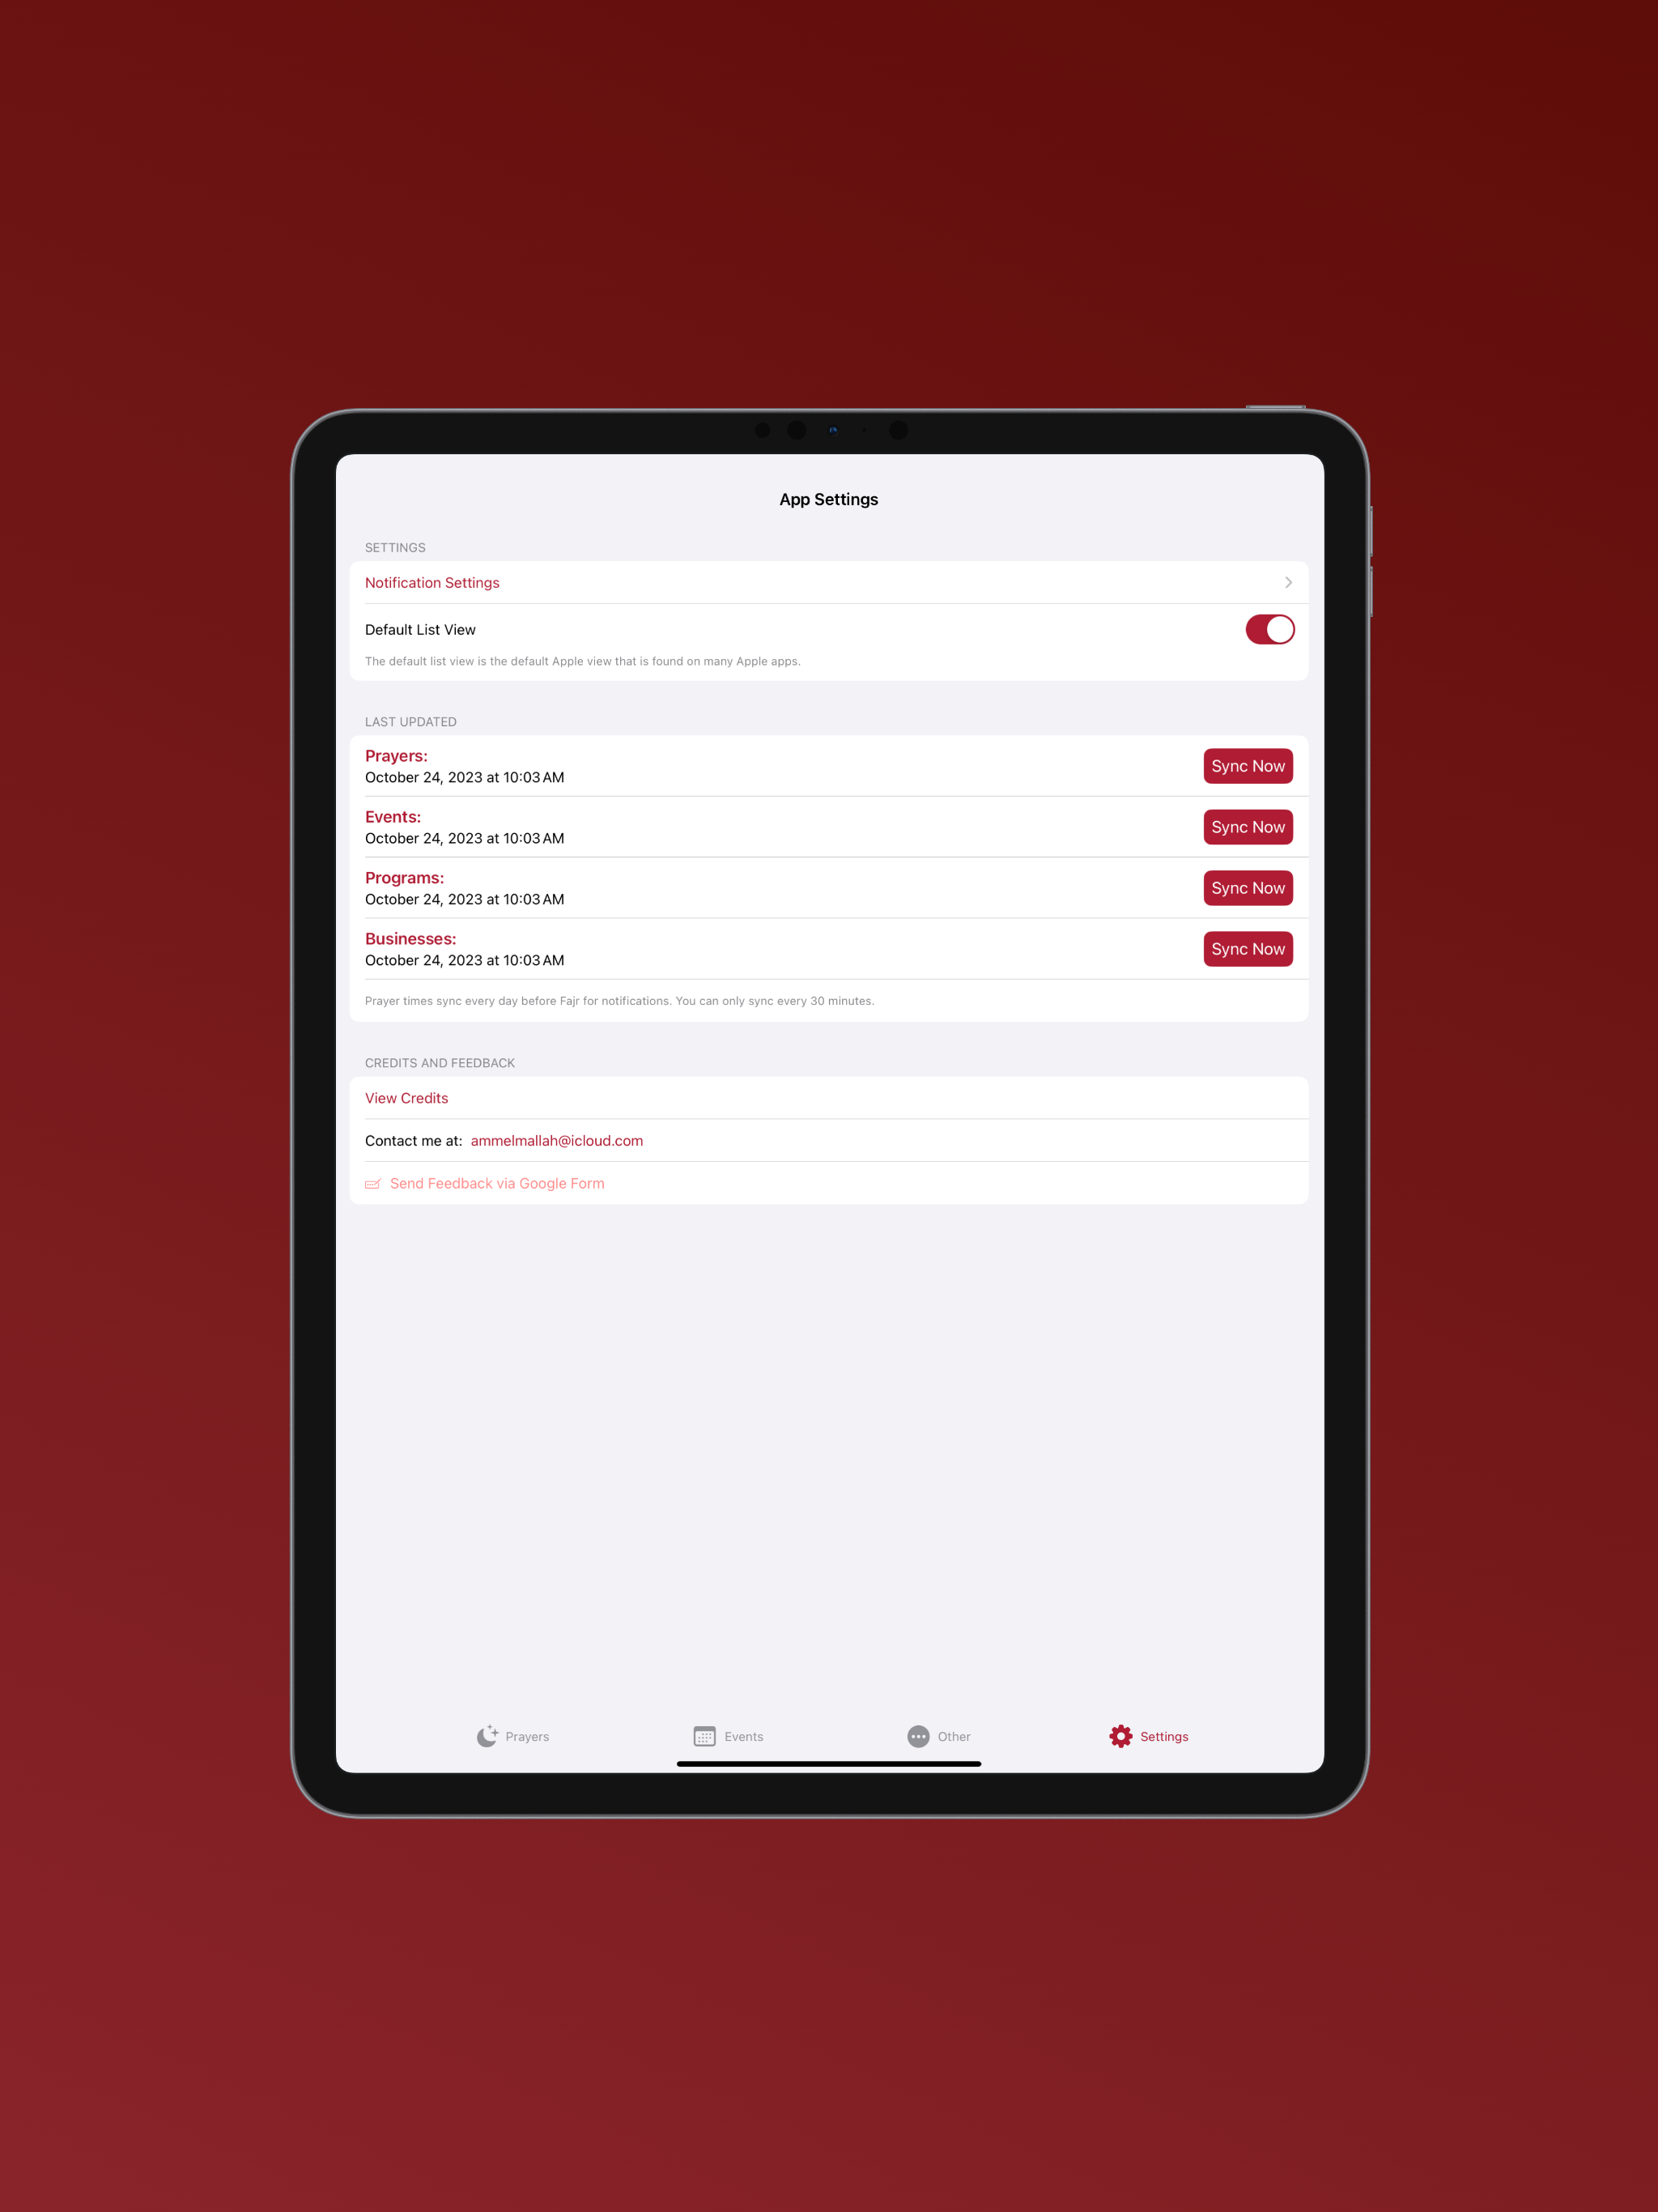 App Settings
SETTINGS
Notification Settings
Default List View
The default list view is the default Apple view that is found on many Apple apps.
LAST UPDATED
Prayers:
October 24, 2023 at 10:03 AM
Sync Now
Events:
October 24, 2023 at 10:03 AM
Sync Now
Programs:
October 24, 2023 at 10:03 AM
Sync Now
Businesses:
October 24, 2023 at 10:03 AM
Sync Now
Prayer times sync every day before Fajr for notifications. You can only sync every 30 minutes.
CREDITS AND FEEDBACK
View Credits
Contact me at: ammelmallah@icloud.com
Send Feedback via Google Form
Prayers Events Other Settings